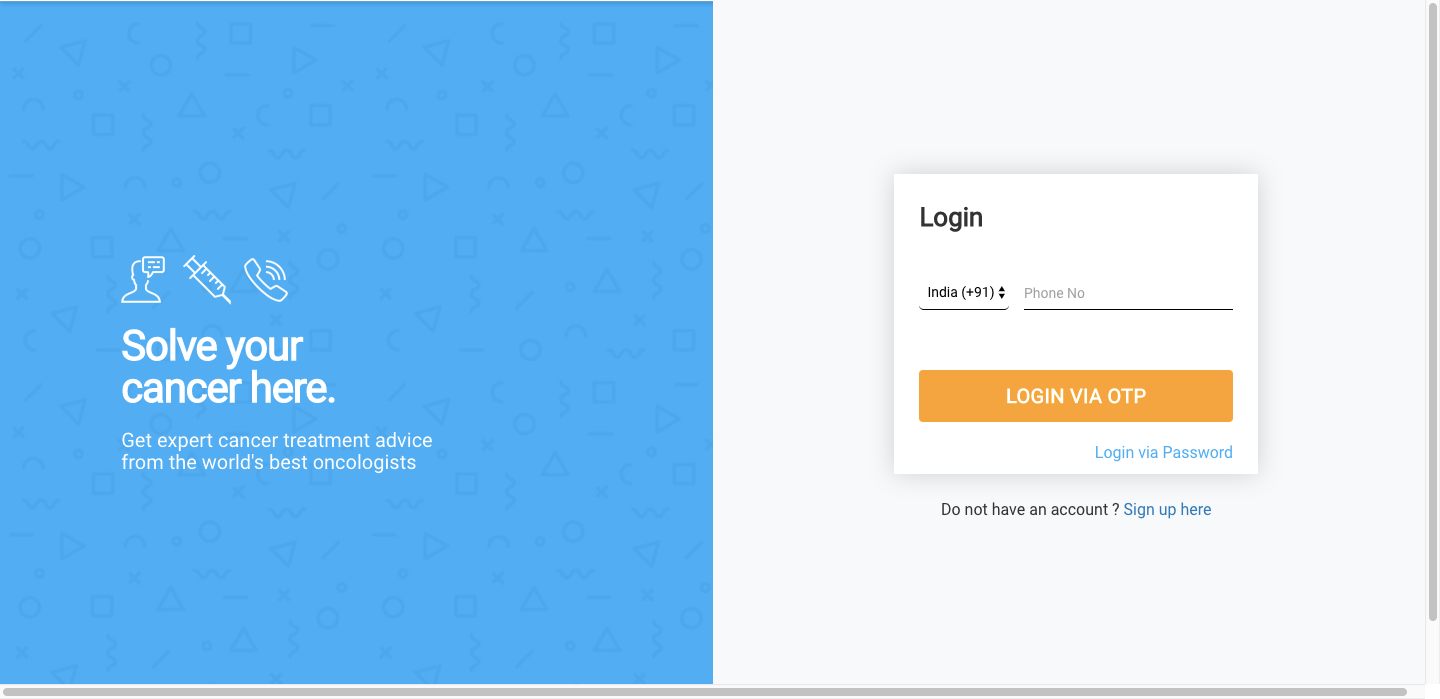 Solve your
cancer here.
Get expert cancer treatment advice
from the world's best oncologists
Login
India (+91)
Phone No
LOGIN VIA OTP
Login via Password
Do not have an account ? Sign up here